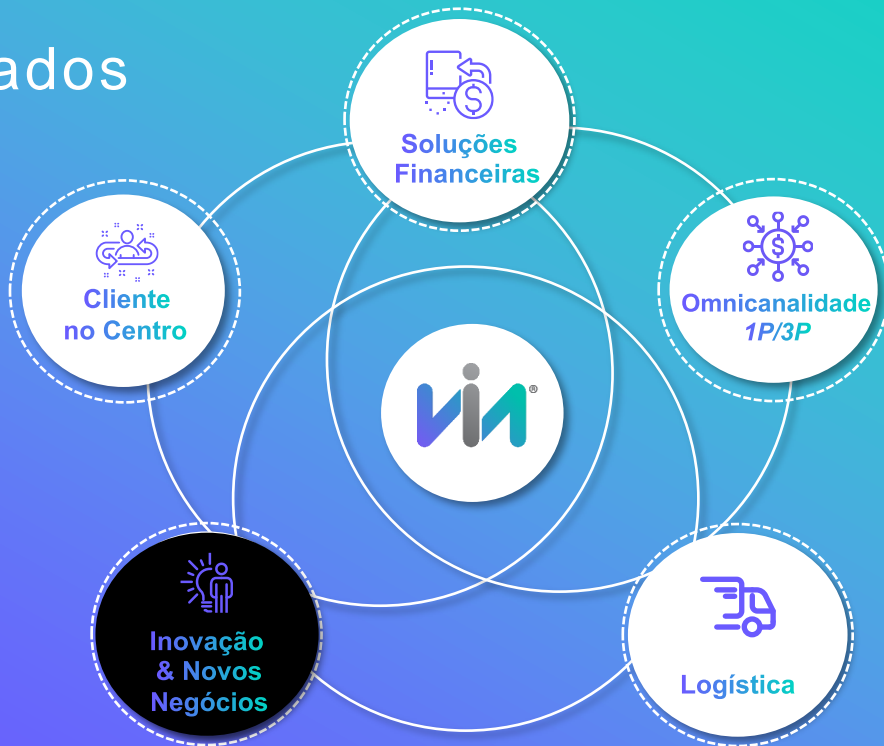 ados
Soluções
Financeiras
Cliente
no Centro
Omnicanalidade
1P/3P
via®
Inovação
& Novos
Negócios
Logística